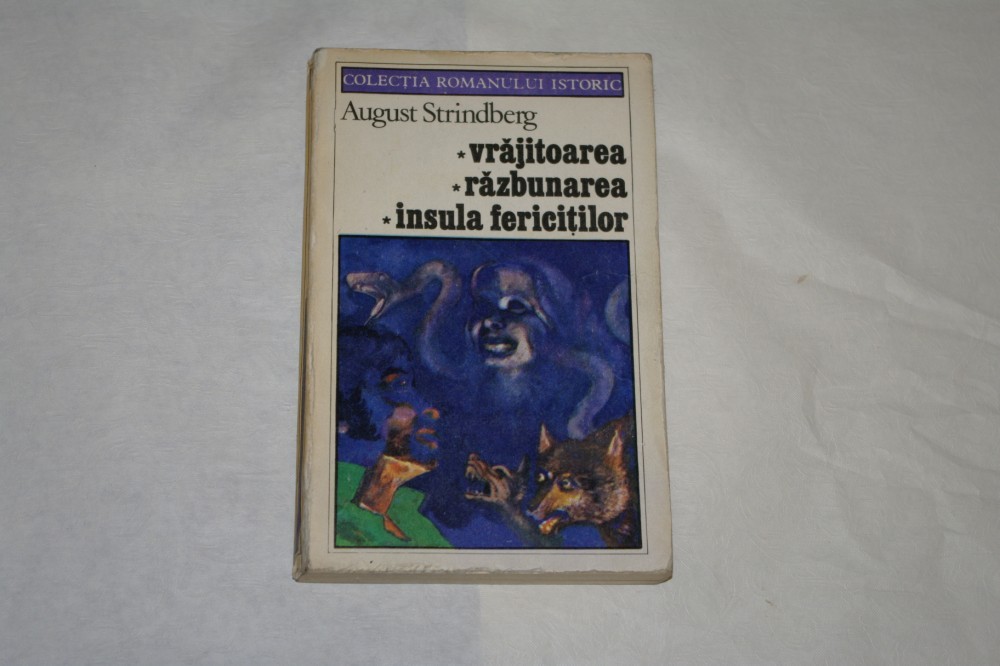 COLECȚIA ROMANULUI ISTORIC
August Strindberg
* vrăjitoarea
* răzbunarea
* insula fericiților